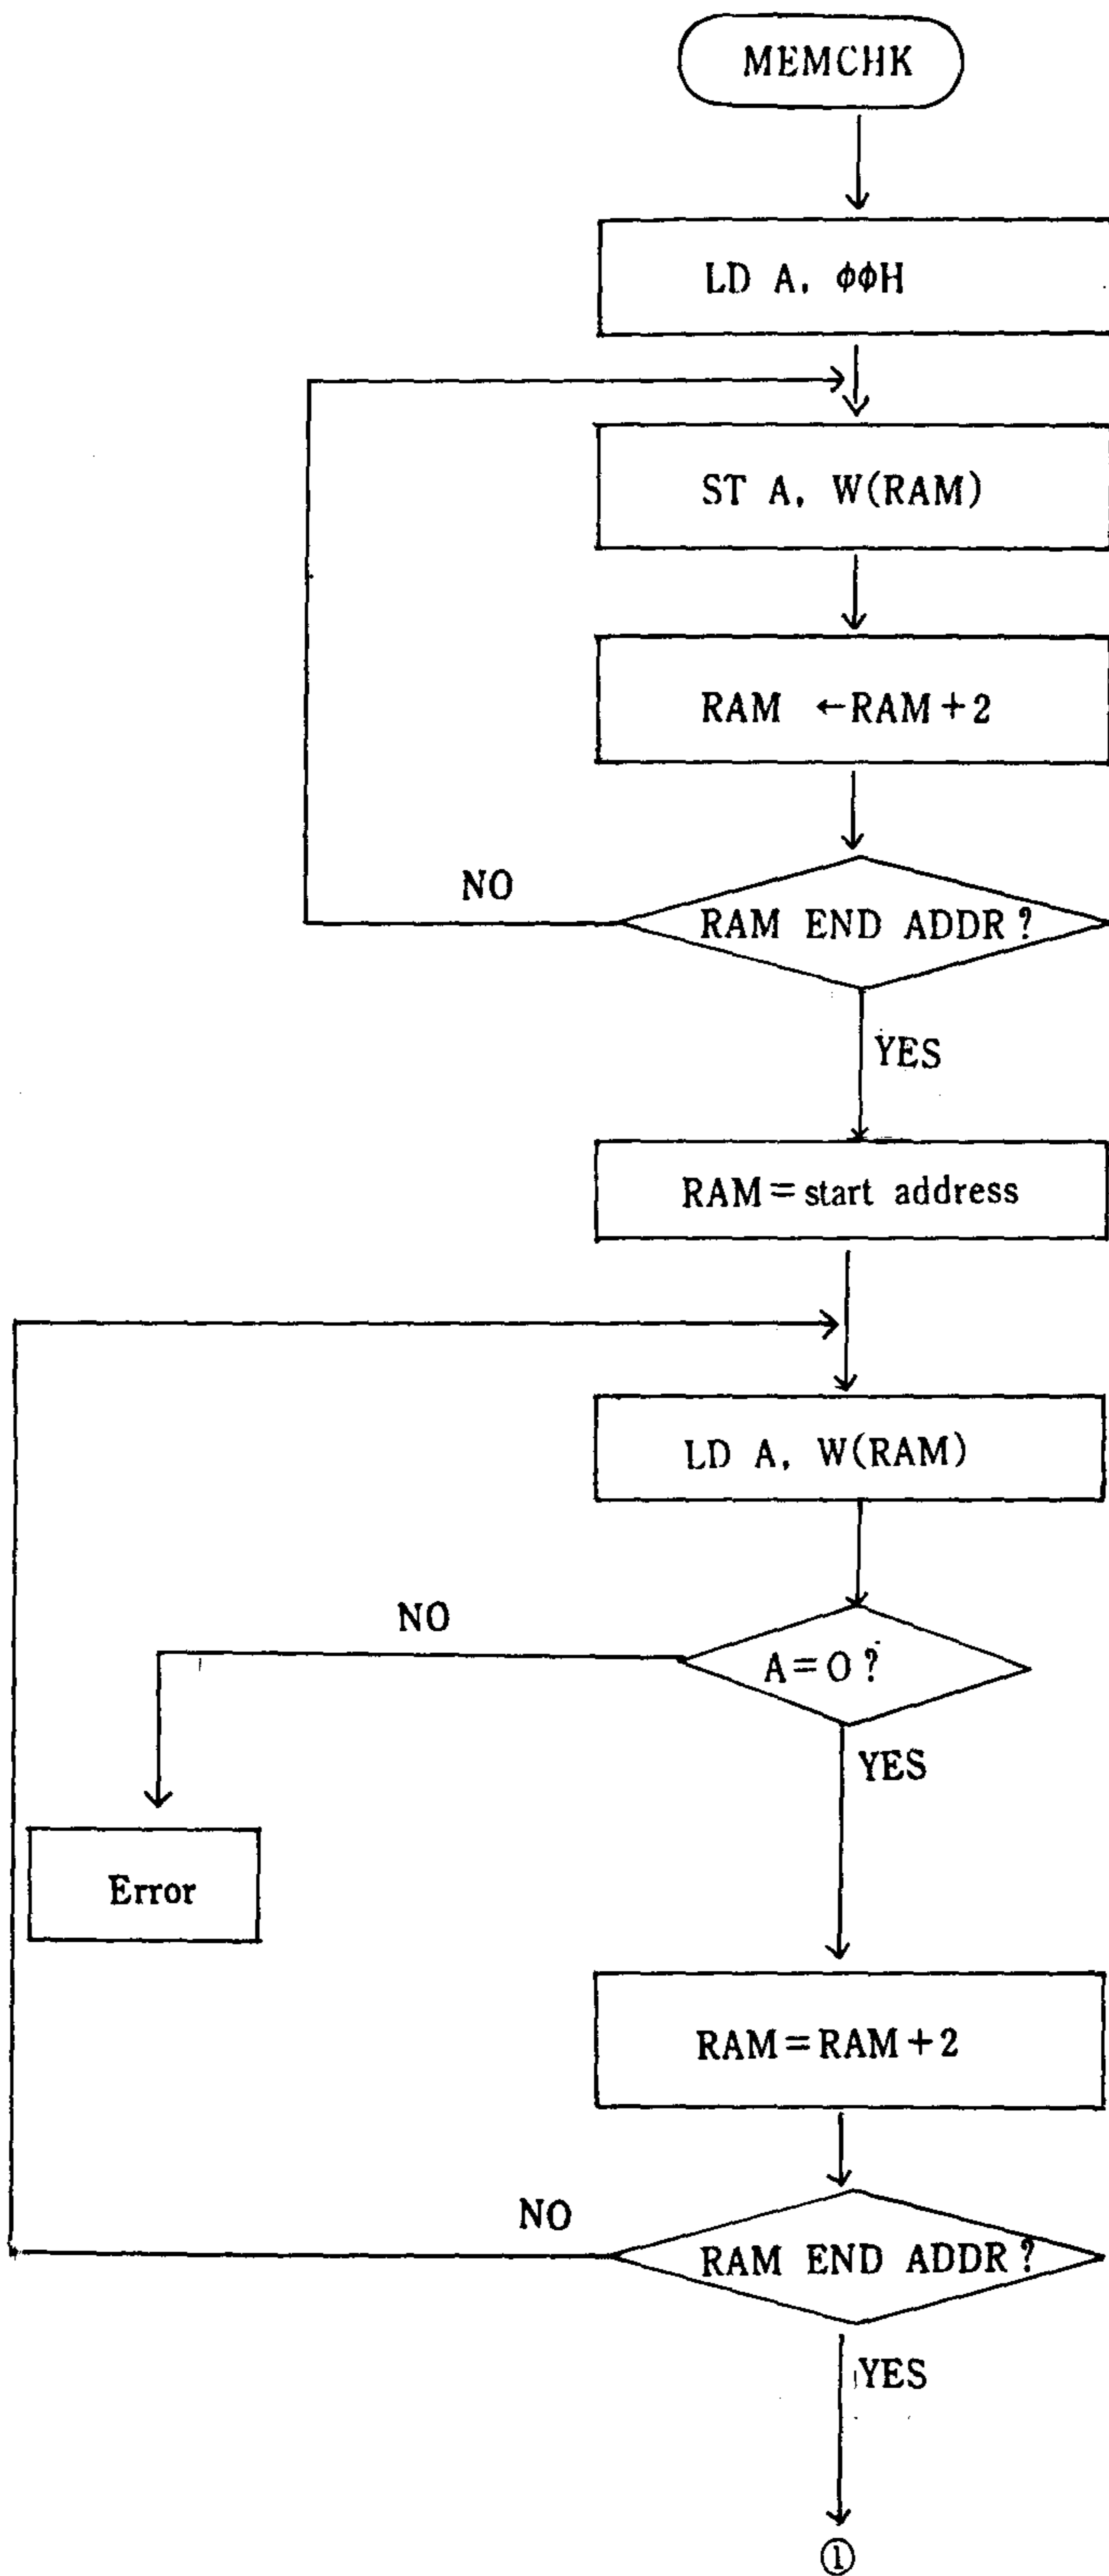 MEMCHK
LD A, φφH
ST A, W(RAM)
RAM ←RAM+2
NO
RAM END ADDR?
YES
RAM=start address
LD A, W(RAM)
NO
A=0?
YES
Error
RAM=RAM+2
NO
RAM END ADDR?
YES
①